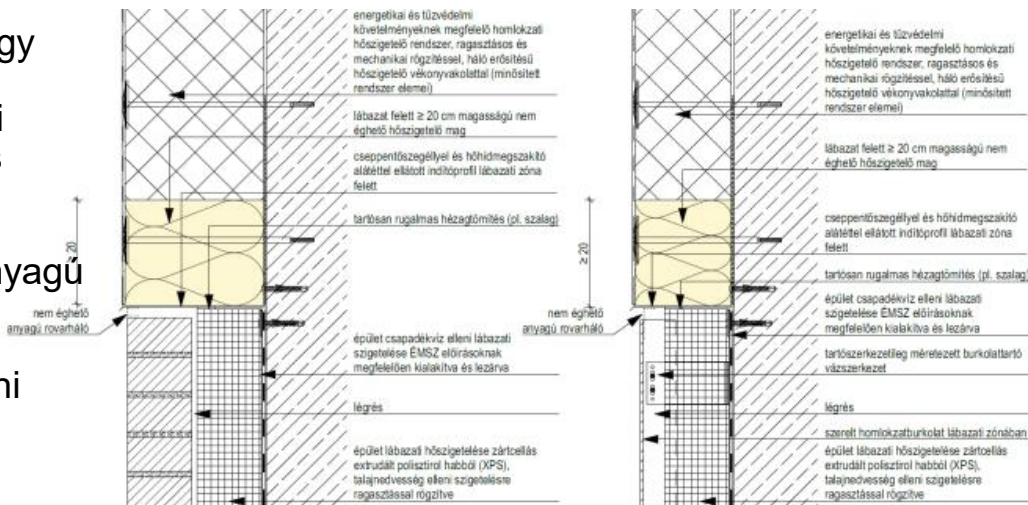 gy
i
s
nyagú
ni
energetikai és tűzvédelmi
követelményeknek megfelelő homlokzati
hőszigetelő rendszer, ragasztásos és
mechanikai rögzítéssel, háló erősítésű
hőszigetelő vékonyvakolattal (minősített
rendszer elemei)
lábazat felett ≥ 20 cm magasságú nem
éghető hőszigetelő mag
cseppentőszegéllyel és hőhídmegszakító
alátéttel ellátott indítóprofil lábazati zóna
felett
tartósan rugalmas hézagtömítés (pl. szalag)
≥ 20
nem éghető
anyagú rovarháló
épület csapadékvíz elleni lábazati
szigetelése ÉMSZ előírásoknak
megfelelően kialakítva és lezárva
légrés
épület lábazati hőszigetelése zártcellás
extrudált polisztirol habból (XPS),
talajnedvesség elleni szigetelésre
ragasztással rögzítve
energetikai és tűzvédelmi
követelményeknek megfelelő homlokzati
hőszigetelő rendszer, ragasztásos és
mechanikai rögzítéssel, háló erősítésű
hőszigetelő vékonyvakolattal (minősített
rendszer elemei)
lábazat felett ≥ 20 cm magasságú nem
éghető hőszigetelő mag
cseppentőszegéllyel és hőhídmegszakító
alátéttel ellátott indítóprofil lábazati zóna
felett
tartósan rugalmas hézagtömítés (pl. szalag)
≥ 20
nem éghető
anyagú rovarháló
épület csapadékvíz elleni lábazati
szigetelése ÉMSZ előírásoknak
megfelelően kialakítva és lezárva
tartószerkezetileg méretezett burkolattartó
vázszerkezet
légrés
szerelt homlokzatburkolat lábazati zónában
épület lábazati hőszigetelése zártcellás
extrudált polisztirol habból (XPS),
talajnedvesség elleni szigetelésre
ragasztással rögzítve